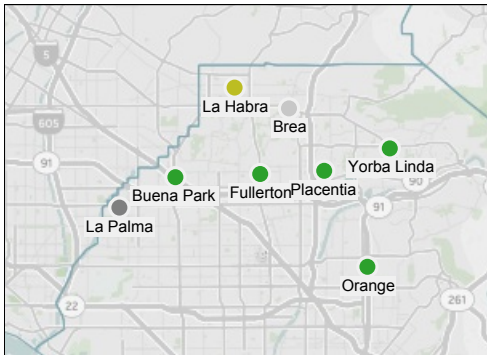 5
La Habra
Brea
605
91
Yorba Linda
Buena Park
Fullerton
Placentia
90
La Palma
91
Orange
22
261
5